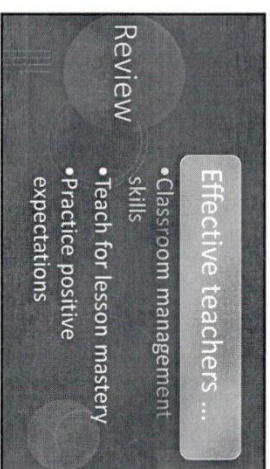 Effective teachers ...
Review
•Classroom management
skills
•Teach for lesson mastery
•Practice positive
expectations